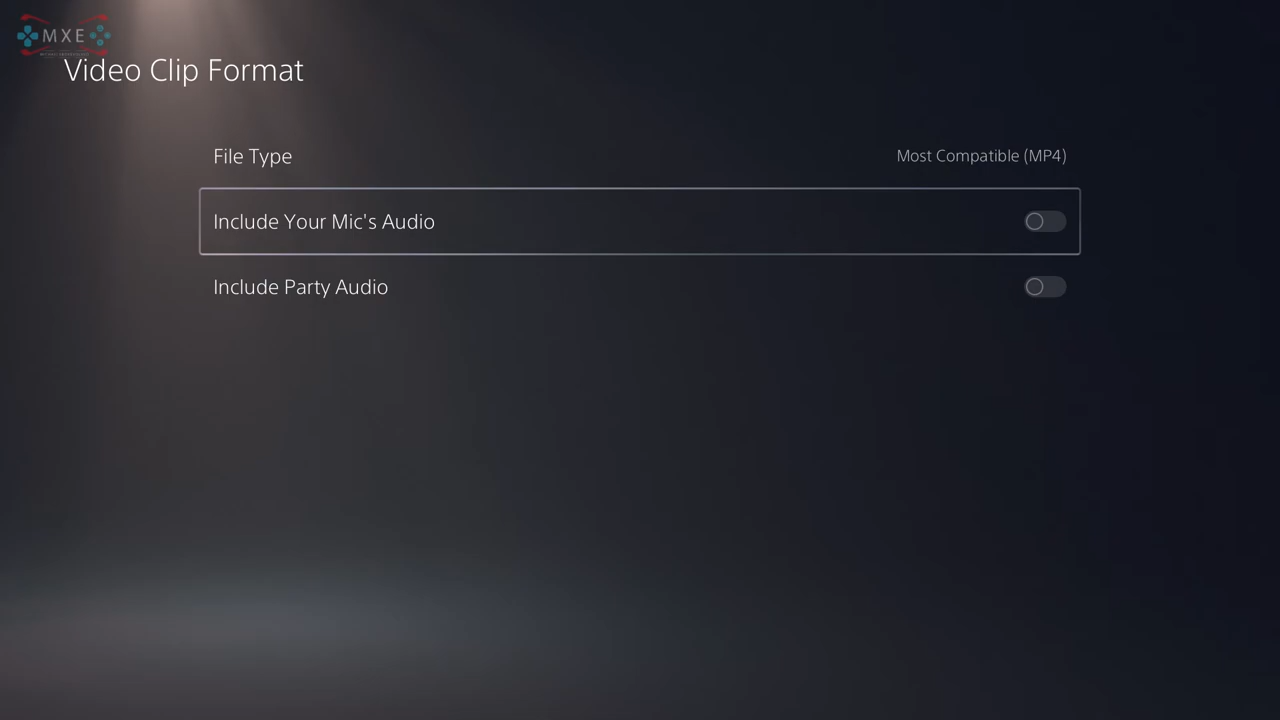 MXE
Video Clip Format
File Type
Most Compatible (MP4)
Include Your Mic's Audio
Include Party Audio